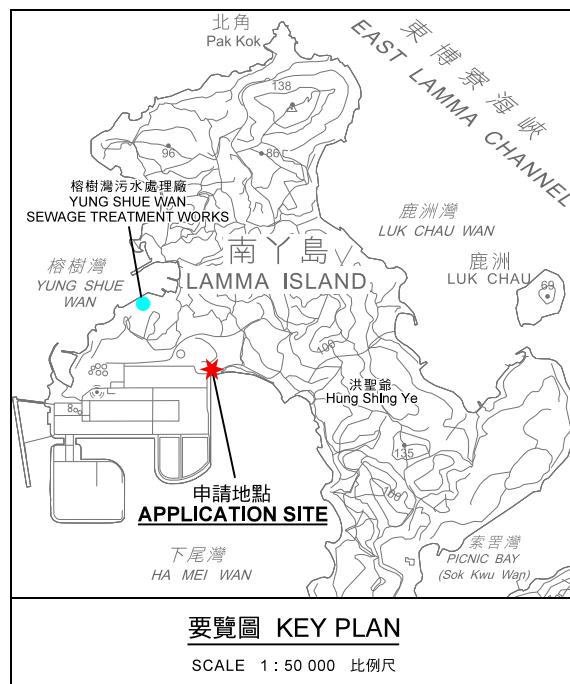 北角
Pak Kok
東博寮海峽
EAST LAMMA CHANNEL
138
96
86
榕樹灣污水處理廠
YUNG SHUE WAN
SEWAGE TREATMENT WORKS
鹿洲灣
LUK CHAU WAN
南丫島
LAMMA ISLAND
榕樹灣
YUNG SHUE
WAN
鹿洲
LUK CHAU
69
100
洪聖爺
Hung Shing Ye
135
100
申請地點
APPLICATION SITE
下尾灣
HA MEI WAN
索罟灣
PICNIC BAY
(Sok Kwu Wan)
要覽圖 KEY PLAN
SCALE 1 : 50 000 比例尺